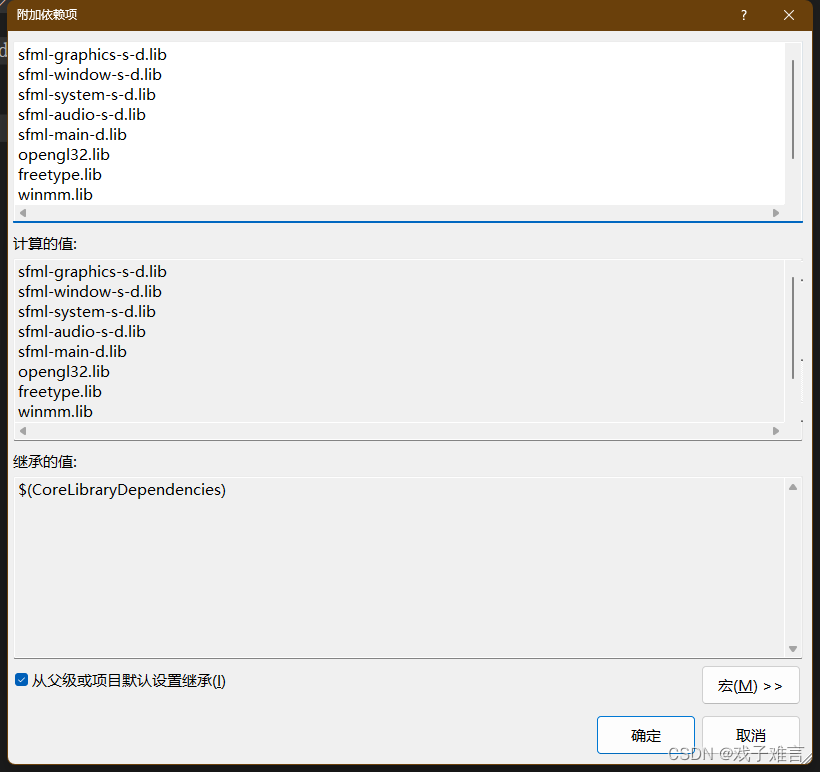 附加依赖项
?
d
sfml-graphics-s-d.lib
sfml-window-s-d.lib
sfml-system-s-d.lib
sfml-audio-s-d.lib
sfml-main-d.lib
opengl32.lib
freetype.lib
winmm.lib
计算的值:
sfml-graphics-s-d.lib
sfml-window-s-d.lib
sfml-system-s-d.lib
sfml-audio-s-d.lib
sfml-main-d.lib
opengl32.lib
freetype.lib
winmm.lib
继承的值:
$(CoreLibraryDependencies)
从父级或项目默认设置继承(I)
宏(M) >>
确定
取消
CSDN @戏子难言